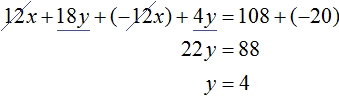 12x + 18y + (−12x) + 4y = 108 + (−20)
22y = 88
y = 4